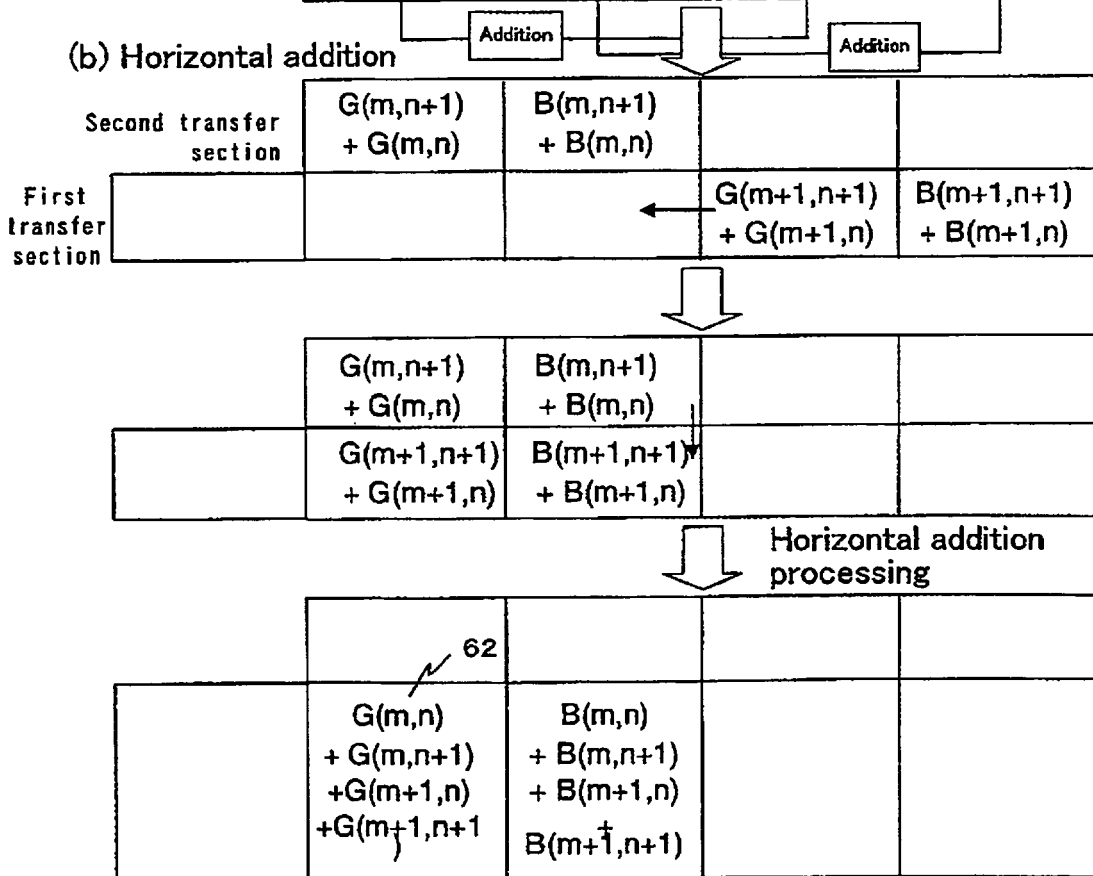 Addition
Addition
(b) Horizontal addition
Second transfer
section
G(m,n+1)
+ G(m,n)
B(m,n+1)
+ B(m,n)
First
transfer
section
G(m+1,n+1)
+ G(m+1,n)
B(m+1,n+1)
+ B(m+1,n)
G(m,n+1)
+ G(m,n)
B(m,n+1)
+ B(m,n)
G(m+1,n+1)
+ G(m+1,n)
B(m+1,n+1)
+ B(m+1,n)
Horizontal addition
processing
62
G(m,n)
+ G(m,n+1)
+G(m+1,n)
+G(m+1,n+1
)
B(m,n)
+ B(m,n+1)
+ B(m+1,n)
+
B(m+1,n+1)